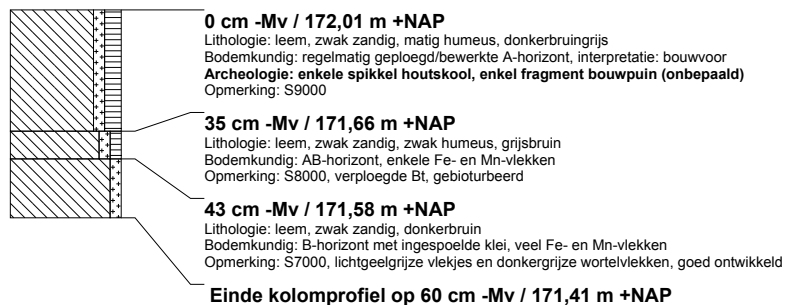 0 cm -Mv / 172,01 m +NAP
Lithologie: leem, zwak zandig, matig humeus, donkerbruingrijs
Bodemkundig: regelmatig geploegd/bewerkte A-horizont, interpretatie: bouwvoor
Archeologie: enkele spikkel houtskool, enkel fragment bouwpuin (onbepaald)
Opmerking: S9000
35 cm -Mv / 171,66 m +NAP
Lithologie: leem, zwak zandig, zwak humeus, grijsbruin
Bodemkundig: AB-horizont, enkele Fe- en Mn-vlekken
Opmerking: S8000, verploegde Bt, gebioturbeerd
43 cm -Mv / 171,58 m +NAP
Lithologie: leem, zwak zandig, donkerbruin
Bodemkundig: B-horizont met ingespoelde klei, veel Fe- en Mn-vlekken
Opmerking: S7000, lichtgeelgrijze vlekjes en donkergrijze wortelvlekken, goed ontwikkeld
Einde kolomprofiel op 60 cm -Mv / 171,41 m +NAP